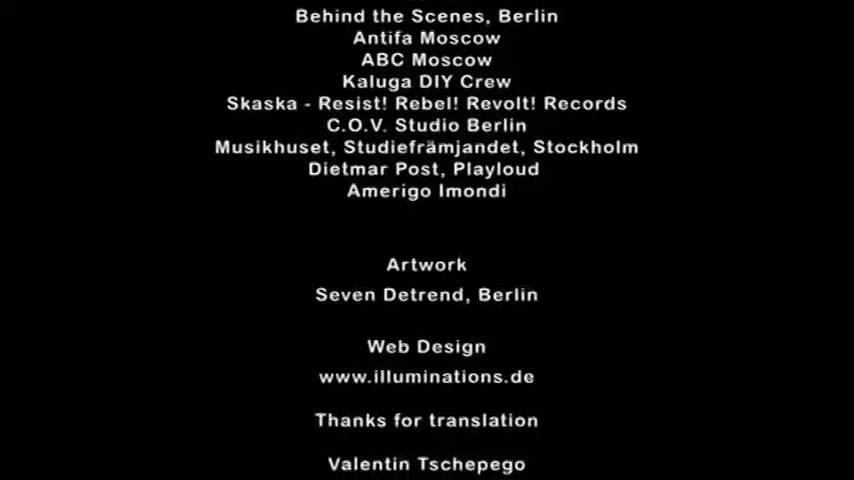 Behind the Scenes, Berlin
Antifa Moscow
ABC Moscow
Kaluga DIY Crew
Skaska - Resist! Rebel! Revolt! Records
C.O.V. Studio Berlin
Musikhuset, Studiefrämjandet, Stockholm
Dietmar Post, Playloud
Amerigo Imondi
Artwork
Seven Detrend, Berlin
Web Design
www.illuminations.de
Thanks for translation
Valentin Tschepego